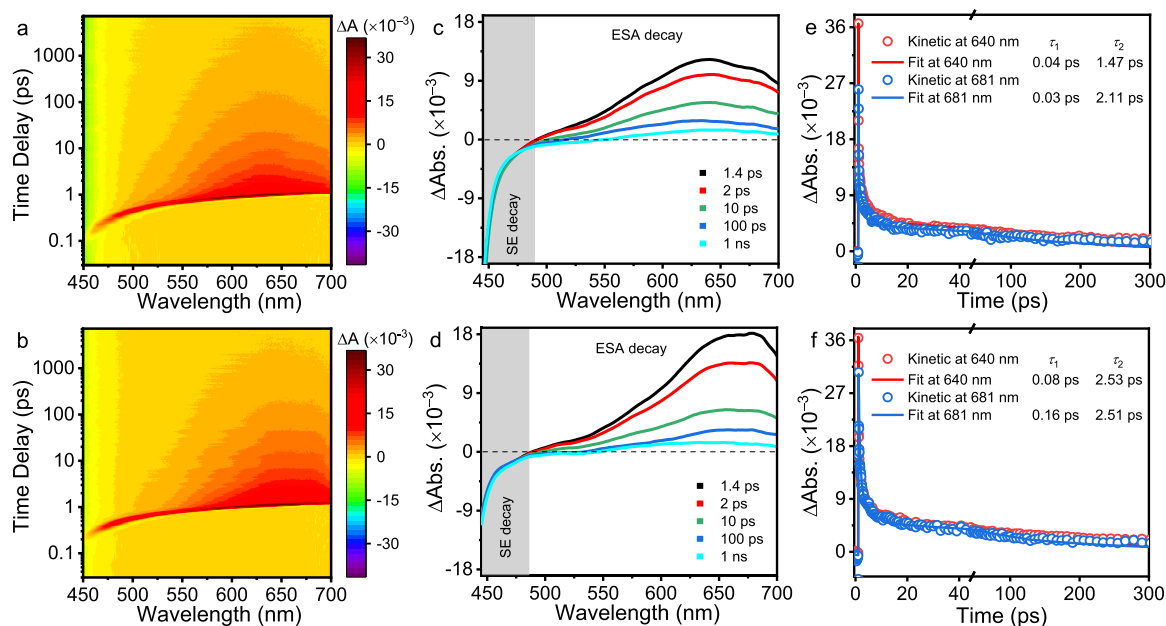 a
ΔA (×10⁻³)
1000
100
10
1
0.1
Time Delay (ps)
30
15
0
-15
-30
450 500 550 600 650 700
Wavelength (nm)
c
ESA decay
SE decay
18
9
0
-9
-18
ΔAbs. (×10⁻³)
1.4 ps
2 ps
10 ps
100 ps
1 ns
450 500 550 600 650 700
Wavelength (nm)
e
τ₁ τ₂
Kinetic at 640 nm
Fit at 640 nm 0.04 ps 1.47 ps
Kinetic at 681 nm
Fit at 681 nm 0.03 ps 2.11 ps
36
27
18
9
0
ΔAbs. (×10⁻³)
0 20 40 100 200 300
Time (ps)
b
ΔA (×10⁻³)
1000
100
10
1
0.1
Time Delay (ps)
30
15
0
-15
-30
450 500 550 600 650 700
Wavelength (nm)
d
ESA decay
SE decay
18
9
0
-9
-18
ΔAbs. (×10⁻³)
1.4 ps
2 ps
10 ps
100 ps
1 ns
450 500 550 600 650 700
Wavelength (nm)
f
τ₁ τ₂
Kinetic at 640 nm
Fit at 640 nm 0.08 ps 2.53 ps
Kinetic at 681 nm
Fit at 681 nm 0.16 ps 2.51 ps
36
27
18
9
0
ΔAbs. (×10⁻³)
0 20 40 100 200 300
Time (ps)